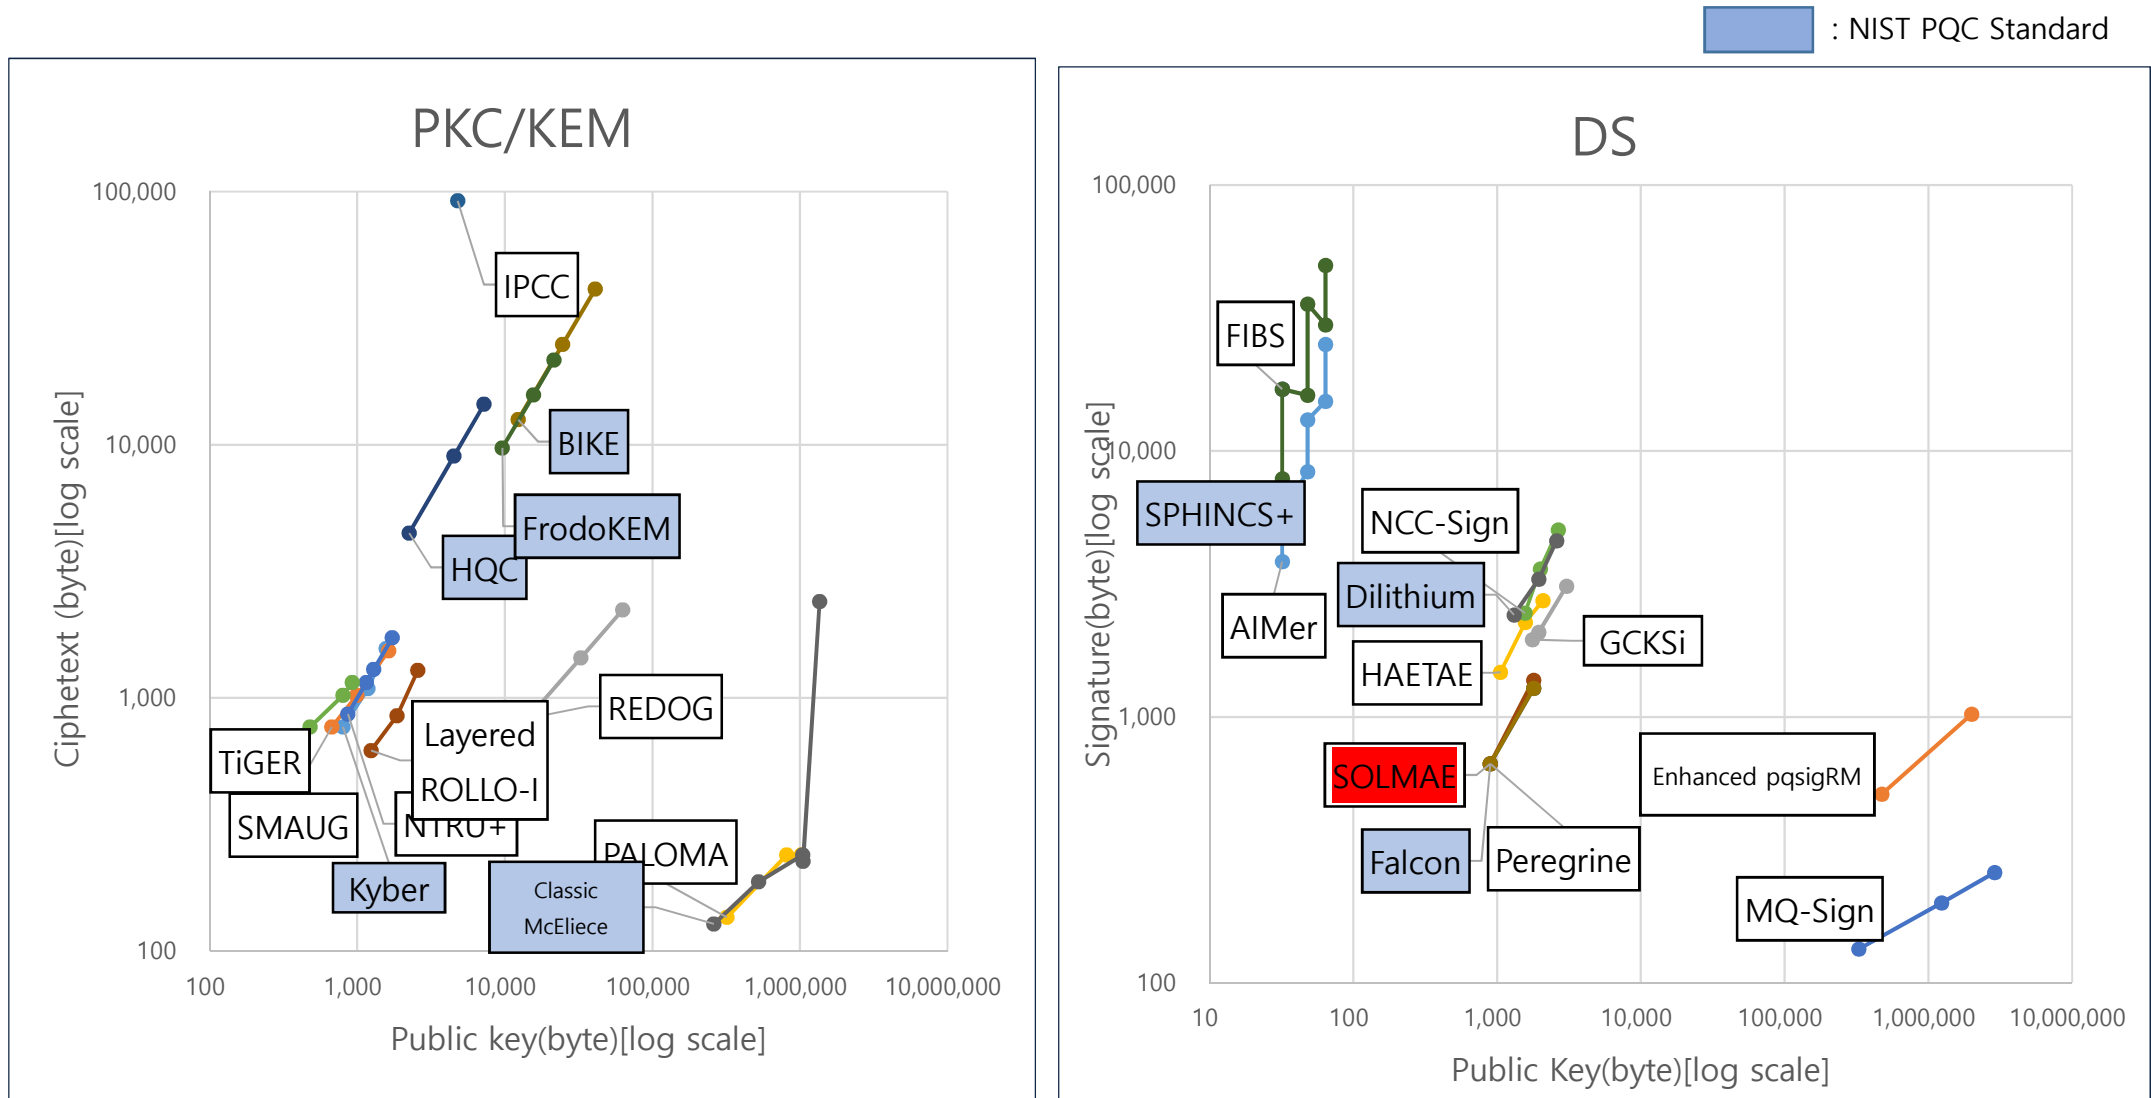 : NIST PQC Standard
PKC/KEM
100,000
10,000
1,000
100
Ciphetext (byte)[log scale]
IPCC
BIKE
FrodoKEM
HQC
REDOG
Layered
ROLLO-I
TiGER
SMAUG
NTRU+
Kyber
PALOMA
Classic
McEliece
100
1,000
10,000
100,000
1,000,000
10,000,000
Public key(byte)[log scale]
DS
100,000
10,000
1,000
100
Signature(byte)[log scale]
FIBS
SPHINCS+
NCC-Sign
Dilithium
AIMer
GCKSi
HAETAE
SOLMAE
Enhanced pqsigRM
Falcon
Peregrine
MQ-Sign
10
100
1,000
10,000
100,000
1,000,000
10,000,000
Public Key(byte)[log scale]